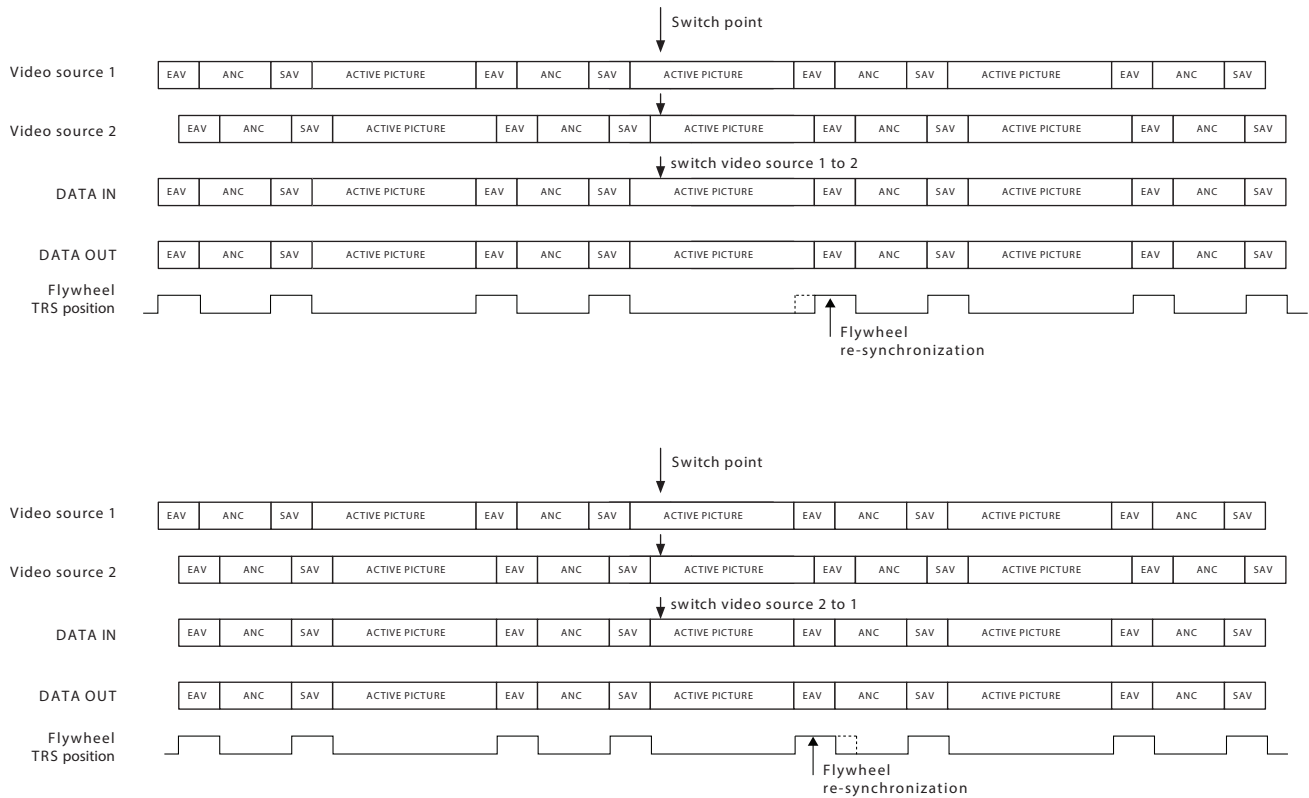 Switch point
Video source 1 EAV ANC SAV ACTIVE PICTURE EAV ANC SAV ACTIVE PICTURE EAV ANC SAV ACTIVE PICTURE EAV ANC SAV
Video source 2 EAV ANC SAV ACTIVE PICTURE EAV ANC SAV ACTIVE PICTURE EAV ANC SAV ACTIVE PICTURE EAV ANC SAV
switch video source 1 to 2
DATA IN EAV ANC SAV ACTIVE PICTURE EAV ANC SAV ACTIVE PICTURE EAV ANC SAV ACTIVE PICTURE EAV ANC SAV
DATA OUT EAV ANC SAV ACTIVE PICTURE EAV ANC SAV ACTIVE PICTURE EAV ANC SAV ACTIVE PICTURE EAV ANC SAV
Flywheel
TRS position
Flywheel
re-synchronization
Switch point
Video source 1 EAV ANC SAV ACTIVE PICTURE EAV ANC SAV ACTIVE PICTURE EAV ANC SAV ACTIVE PICTURE EAV ANC SAV
Video source 2 EAV ANC SAV ACTIVE PICTURE EAV ANC SAV ACTIVE PICTURE EAV ANC SAV ACTIVE PICTURE EAV ANC SAV
switch video source 2 to 1
DATA IN EAV ANC SAV ACTIVE PICTURE EAV ANC SAV ACTIVE PICTURE EAV ANC SAV ACTIVE PICTURE EAV ANC SAV
DATA OUT EAV ANC SAV ACTIVE PICTURE EAV ANC SAV ACTIVE PICTURE EAV ANC SAV ACTIVE PICTURE EAV ANC SAV
Flywheel
TRS position
Flywheel
re-synchronization